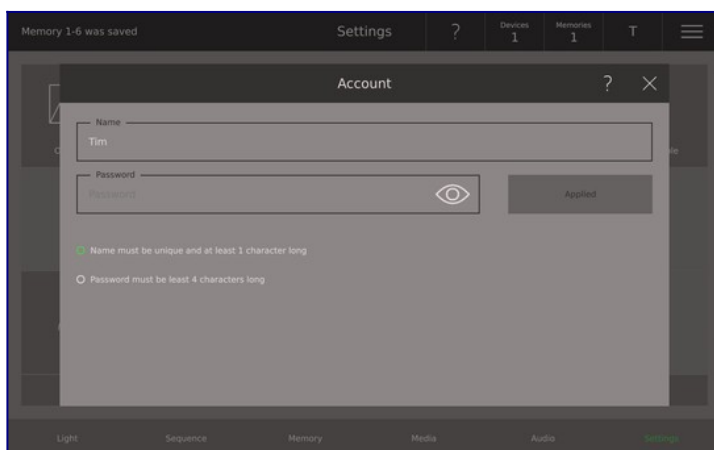 Memory 1-6 was saved
Settings
?
Devices
1
Memories
1
T
Account
?
Name
Tim
Password
Password
Applied
Name must be unique and at least 1 character long
Password must be least 4 characters long
Light
Sequence
Memory
Media
Audio
Settings